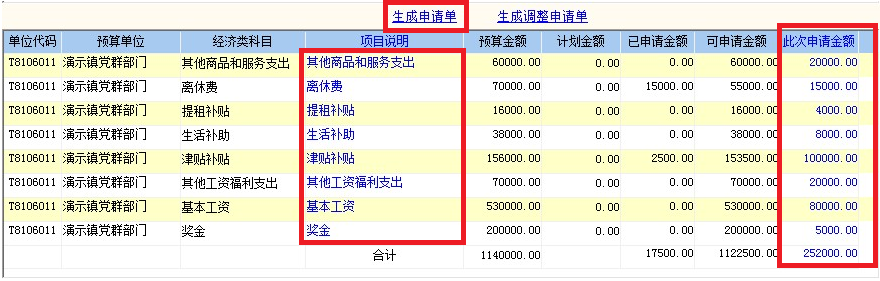 生成申请单 生成调整申请单
单位代码 预算单位 经济类科目 项目说明 预算金额 计划金额 已申请金额 可申请金额 此次申请金额
T8106011 演示镇党群部门 其他商品和服务支出 其他商品和服务支出 60000.00 0.00 0.00 60000.00 20000.00
T8106011 演示镇党群部门 离休费 离休费 70000.00 0.00 15000.00 55000.00 15000.00
T8106011 演示镇党群部门 提租补贴 提租补贴 16000.00 0.00 0.00 16000.00 4000.00
T8106011 演示镇党群部门 生活补助 生活补助 38000.00 0.00 0.00 38000.00 8000.00
T8106011 演示镇党群部门 津贴补贴 津贴补贴 156000.00 0.00 2500.00 153500.00 100000.00
T8106011 演示镇党群部门 其他工资福利支出 其他工资福利支出 70000.00 0.00 0.00 70000.00 20000.00
T8106011 演示镇党群部门 基本工资 基本工资 530000.00 0.00 0.00 530000.00 80000.00
T8106011 演示镇党群部门 奖金 奖金 200000.00 0.00 0.00 200000.00 5000.00
合计 1140000.00 17500.00 1122500.00 252000.00